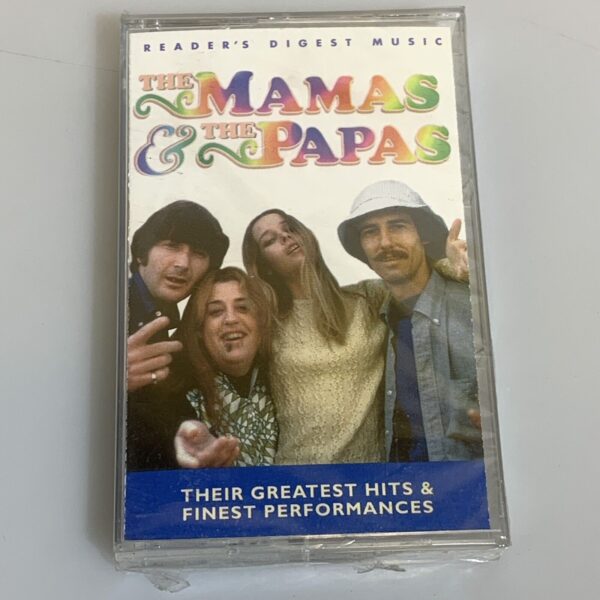 READER'S DIGEST MUSIC
THE MAMAS
& THE PAPAS
THEIR GREATEST HITS &
FINEST PERFORMANCES